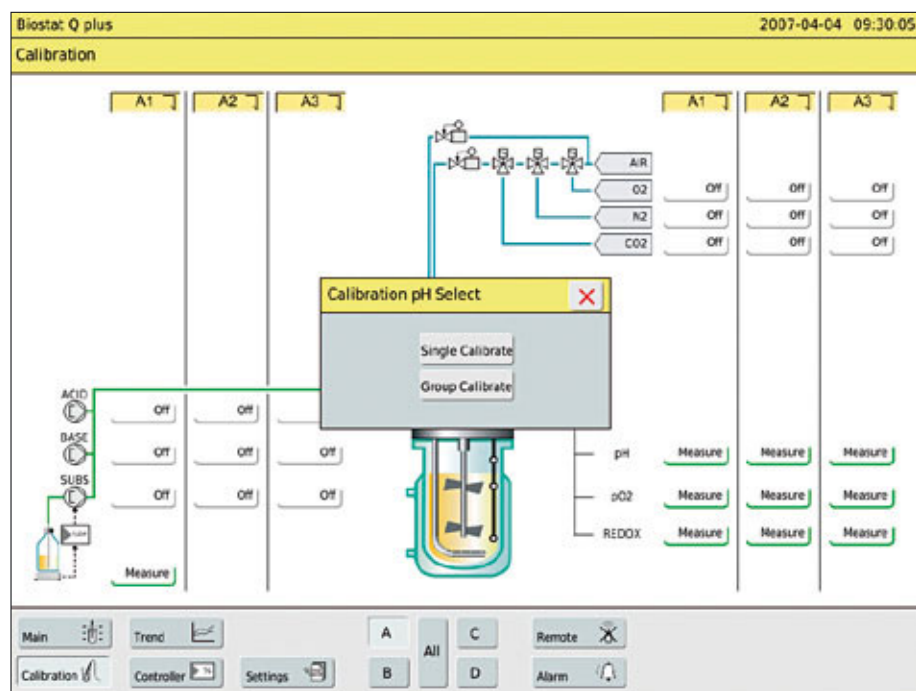 Biostat Q plus 2007-04-04 09:30:05
Calibration
A1 A2 A3 A1 A2 A3
AIR
O2 Off Off Off
N2 Off Off Off
CO2 Off Off Off
Calibration pH Select
Single Calibrate
Group Calibrate
ACID Off Off
BASE Off Off Off
SUBS Off Off Off
pH Measure Measure Measure
pO2 Measure Measure Measure
REDOX Measure Measure Measure
Measure
Main Trend A All C Remote
Calibration Controller Settings B D Alarm